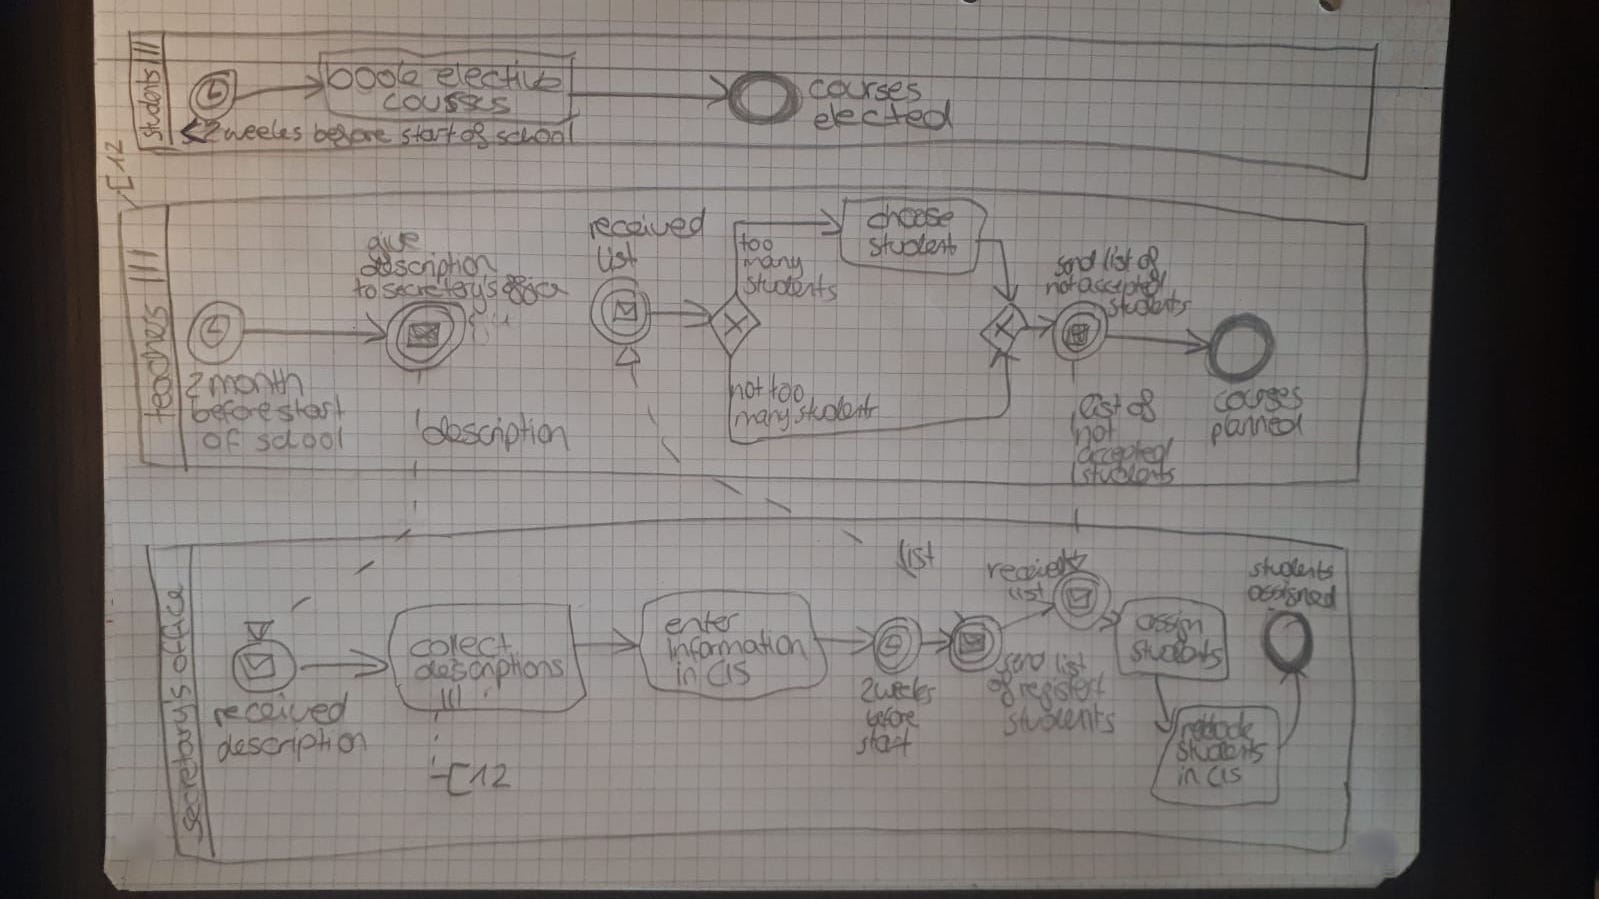 students |||
book elective
courses
<2 weeks before start of school
courses
elected
[12
teachers |||
2 month
before start
of school
give
description
to secretary's office
description
received
list
too
many
students
not too
many students
choose
student
send list of
not accepted
students
list of
not
accepted
students
courses
planned
secretary's office
received
description
collect
descriptions
|||
[12
enter
information
in CIS
2 weeks
before
start
list
send list
of registert
students
received
list
assign
students
students
in CIS
students
assigned